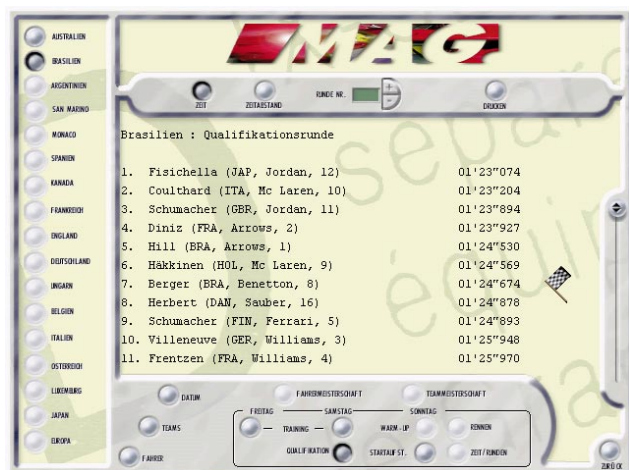 MAG
AUSTRALIEN
BRASILIEN
ARGENTINIEN
SAN MARINO
MONACO
SPANIEN
KANADA
FRANKREICH
ENGLAND
DEUTSCHLAND
UNGARN
BELGIEN
ITALIEN
OSTERREICH
LUXEMBURG
JAPAN
EUROPA
ZEIT
ZEITABSTAND
RUNDE NR.
DRUCKEN
Brasilien : Qualifikationsrunde
1. Fisichella (JAP, Jordan, 12) 01'23"074
2. Coulthard (ITA, Mc Laren, 10) 01'23"204
3. Schumacher (GBR, Jordan, 11) 01'23"894
4. Diniz (FRA, Arrows, 2) 01'23"927
5. Hill (BRA, Arrows, 1) 01'24"530
6. Häkkinen (HOL, Mc Laren, 9) 01'24"569
7. Berger (BRA, Benetton, 8) 01'24"674
8. Herbert (DAN, Sauber, 16) 01'24"878
9. Schumacher (FIN, Ferrari, 5) 01'24"893
10. Villeneuve (GER, Williams, 3) 01'25"948
11. Frentzen (FRA, Williams, 4) 01'25"970
séparé
équi
DATUM
TEAMS
FAHRER
FAHRERMEISTERSCHAFT
TEAMMEISTERSCHAFT
FREITAG SAMSTAG SONNTAG
TRAINING WARM-UP RENNEN
QUALIFIKATION STARTAUFST. ZEIT/RUNDEN
ZURÜCK